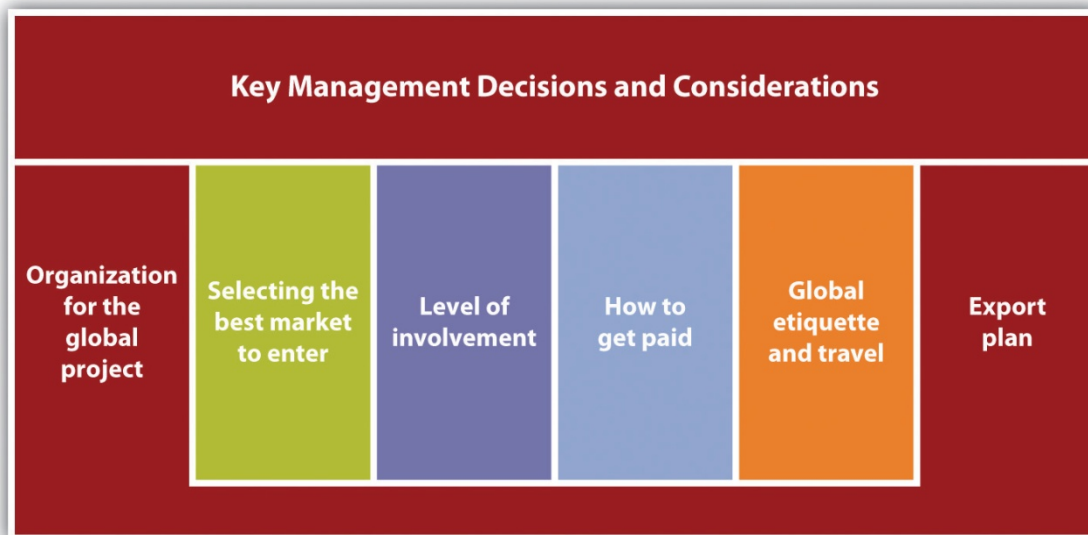 Key Management Decisions and Considerations
Organization
for the
global
project
Selecting the
best market
to enter
Level of
involvement
How to
get paid
Global
etiquette
and travel
Export
plan